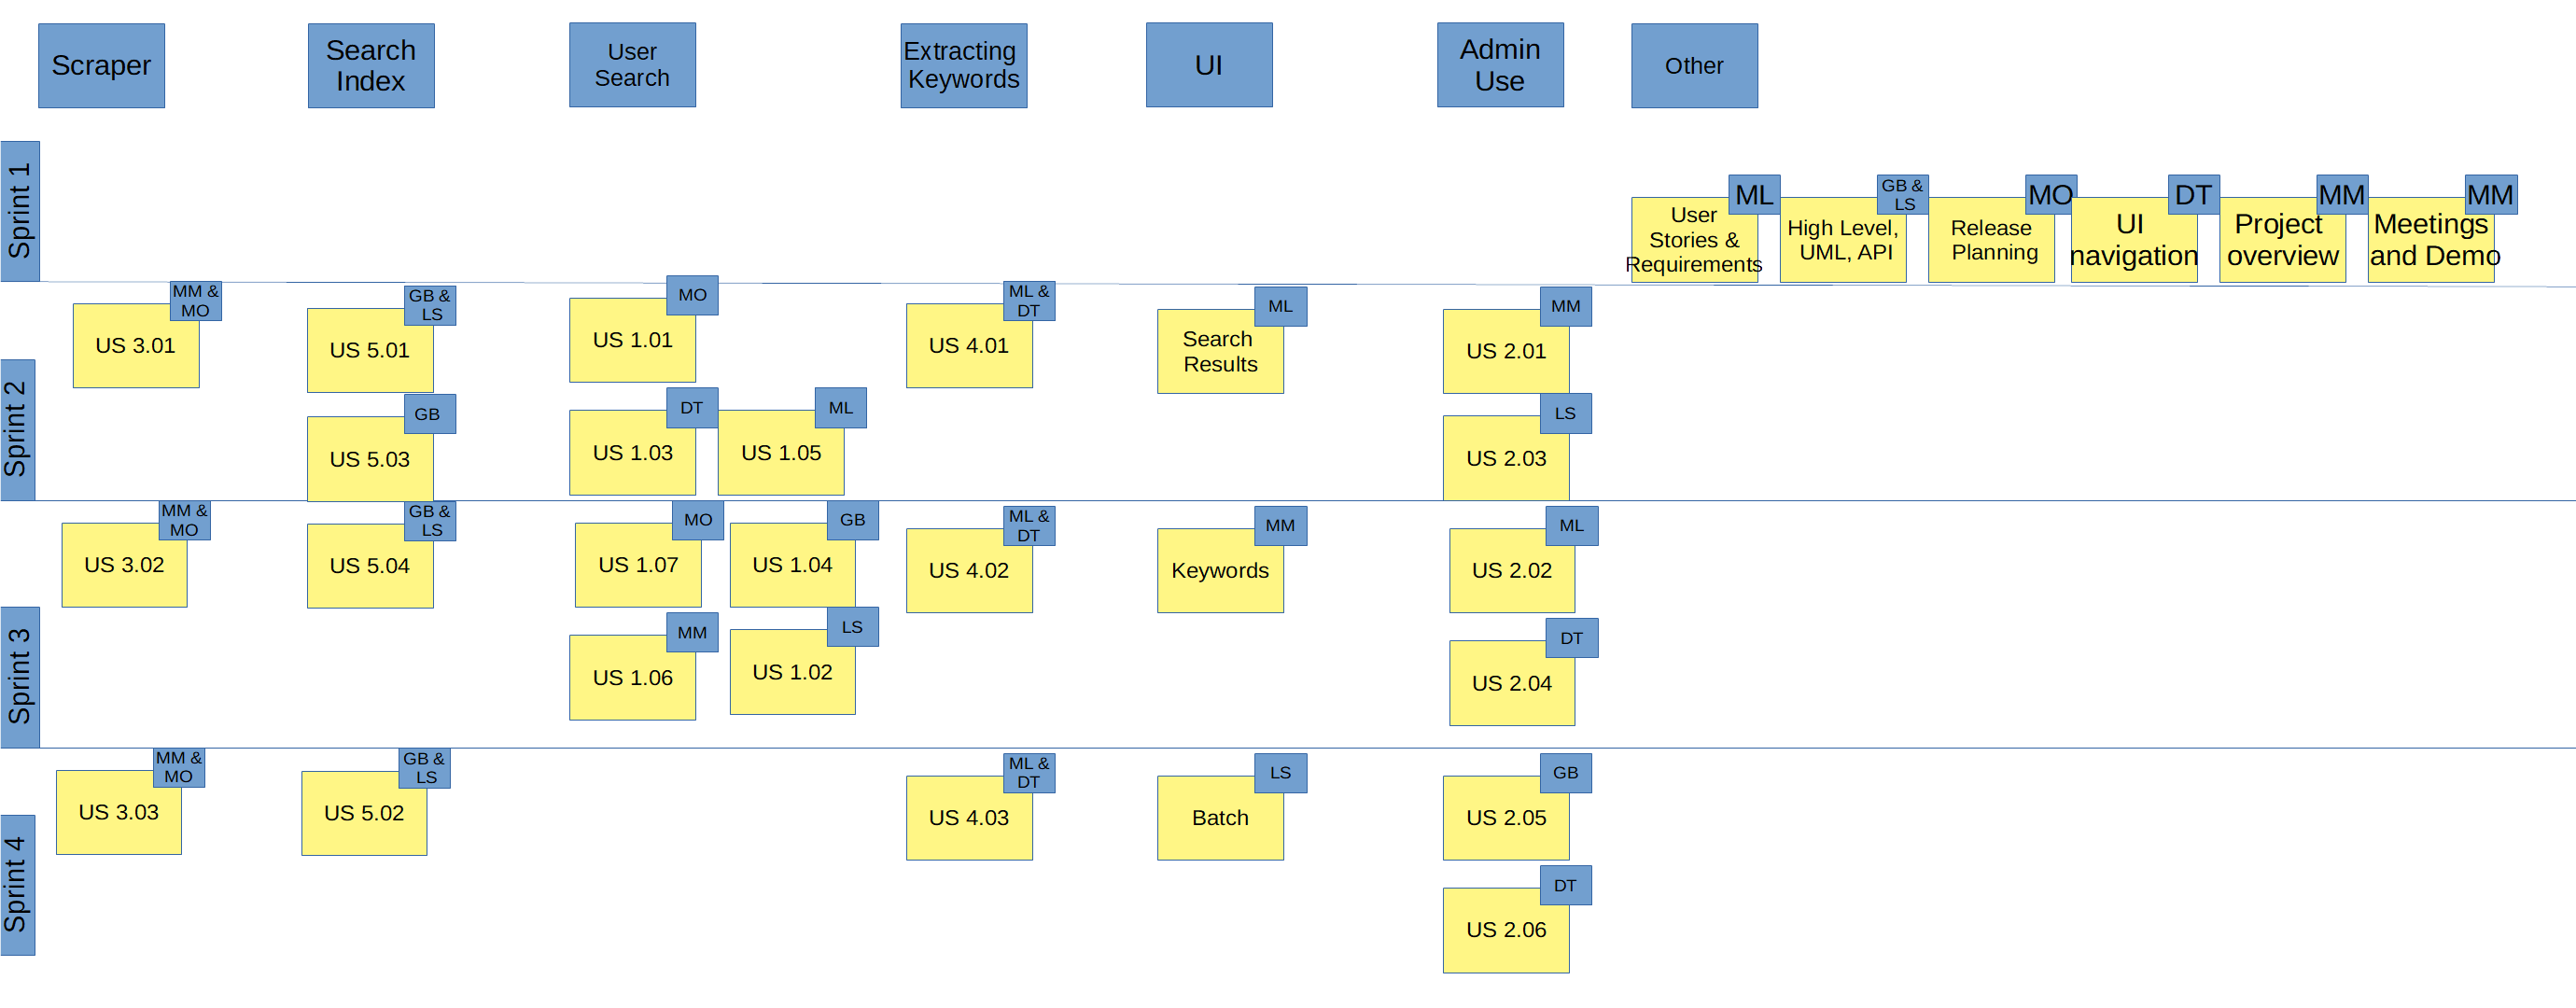 Scraper
Search
Index
User
Search
Extracting
Keywords
UI
Admin
Use
Other
Sprint 1
ML
User
Stories &
Requirements
GB &
LS
High Level,
UML, API
MO
Release
Planning
DT
UI
navigation
MM
Project
overview
MM
Meetings
and Demo
Sprint 2
MM &
MO
US 3.01
GB &
LS
US 5.01
MO
US 1.01
ML &
DT
US 4.01
ML
Search
Results
MM
US 2.01
GB
US 5.03
DT
US 1.03
ML
US 1.05
LS
US 2.03
Sprint 3
MM &
MO
US 3.02
GB &
LS
US 5.04
MO
US 1.07
GB
US 1.04
ML &
DT
US 4.02
MM
Keywords
ML
US 2.02
MM
US 1.06
LS
US 1.02
DT
US 2.04
Sprint 4
MM &
MO
US 3.03
GB &
LS
US 5.02
ML &
DT
US 4.03
LS
Batch
GB
US 2.05
DT
US 2.06